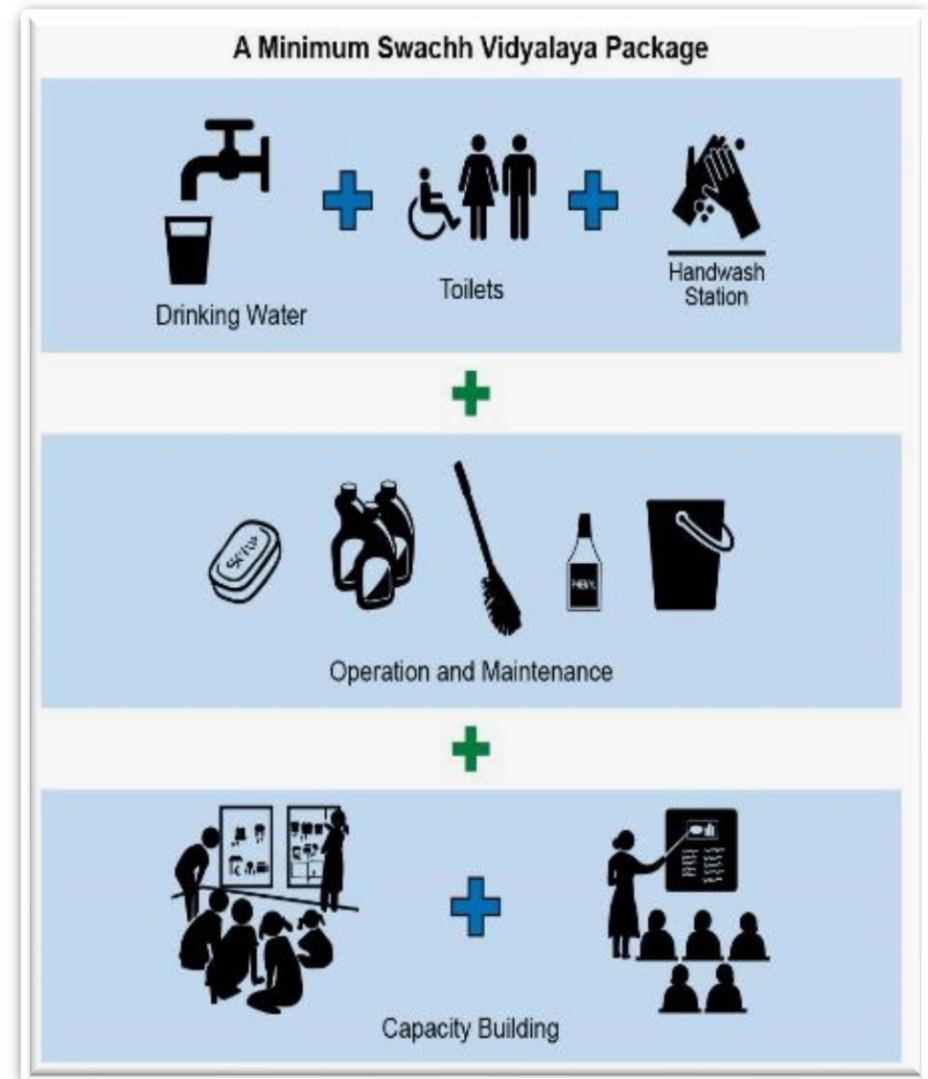 A Minimum Swachh Vidyalaya Package
Drinking Water
Toilets
Handwash
Station
Operation and Maintenance
Capacity Building